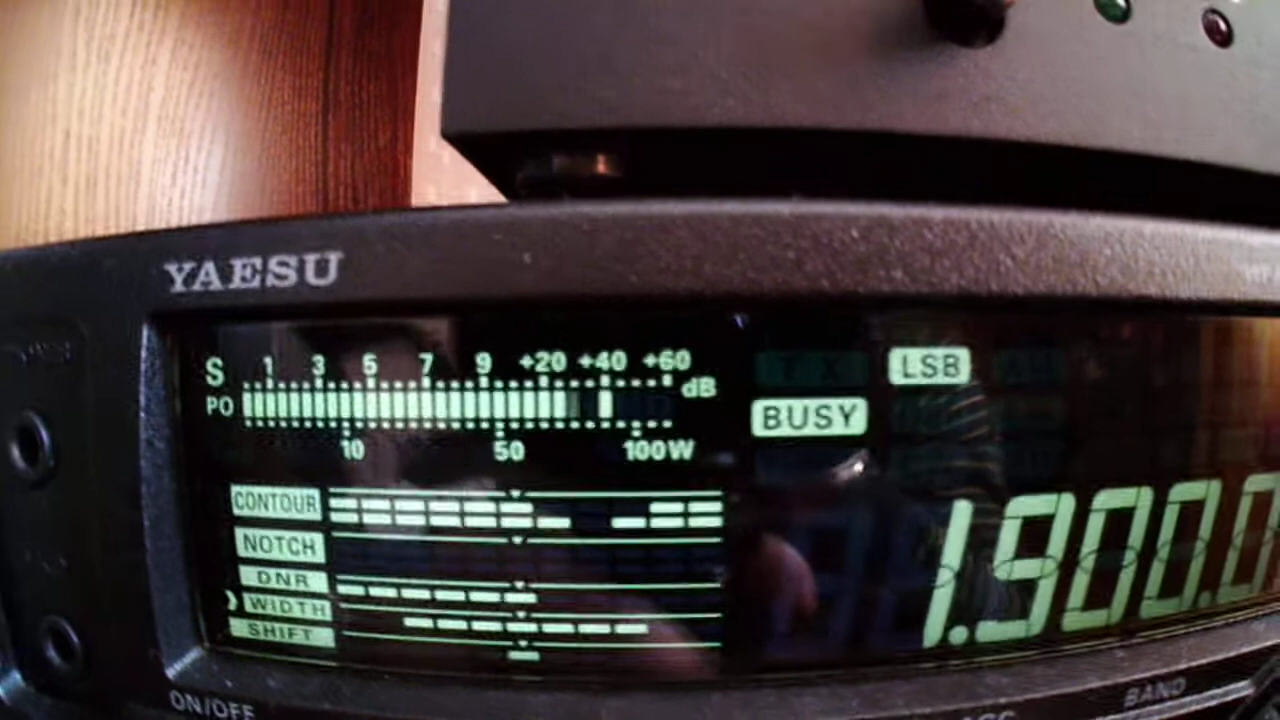 YAESU
S 1 3 5 7 9 +20 +40 +60 dB
PO
10 50 100W
LSB
BUSY
CONTOUR
NOTCH
DNR
WIDTH
SHIFT
1.900.0
ON/OFF
BAND